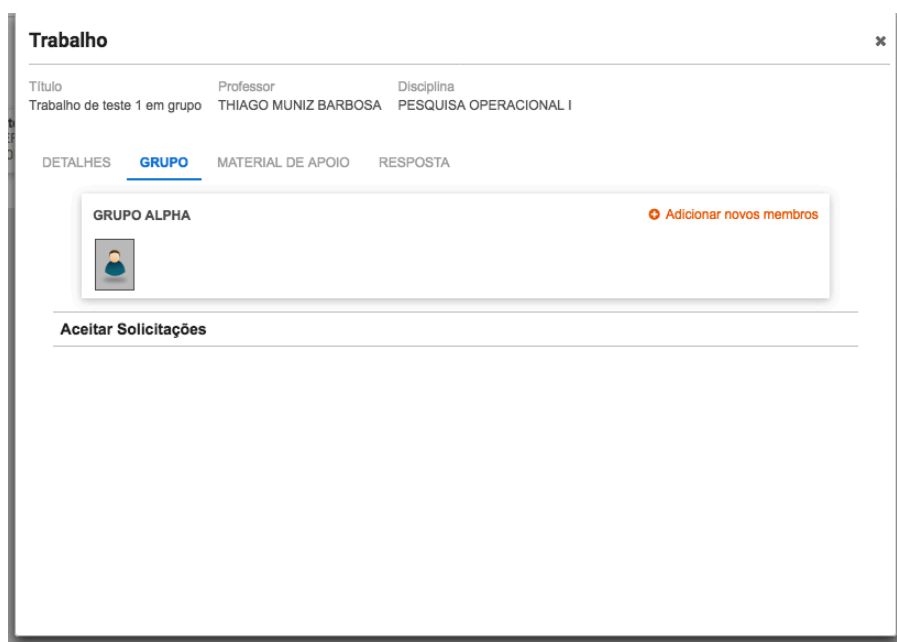 Trabalho
Título Professor Disciplina
Trabalho de teste 1 em grupo THIAGO MUNIZ BARBOSA PESQUISA OPERACIONAL I
DETALHES GRUPO MATERIAL DE APOIO RESPOSTA
GRUPO ALPHA Adicionar novos membros
Aceitar Solicitações